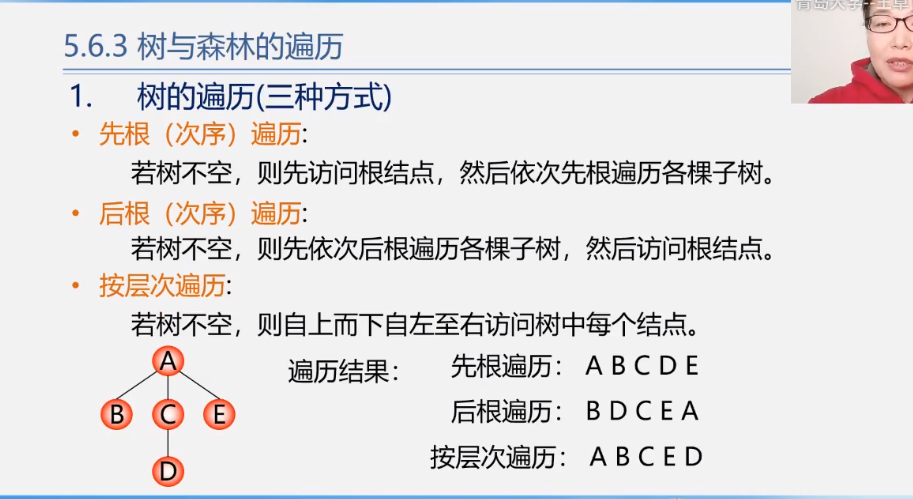 青岛大学--王卓
5.6.3 树与森林的遍历
1. 树的遍历(三种方式)
• 先根（次序）遍历:
若树不空，则先访问根结点，然后依次先根遍历各棵子树。
• 后根（次序）遍历:
若树不空，则先依次后根遍历各棵子树，然后访问根结点。
• 按层次遍历:
若树不空，则自上而下自左至右访问树中每个结点。
A
B C E
D
遍历结果：
先根遍历： A B C D E
后根遍历： B D C E A
按层次遍历： A B C E D